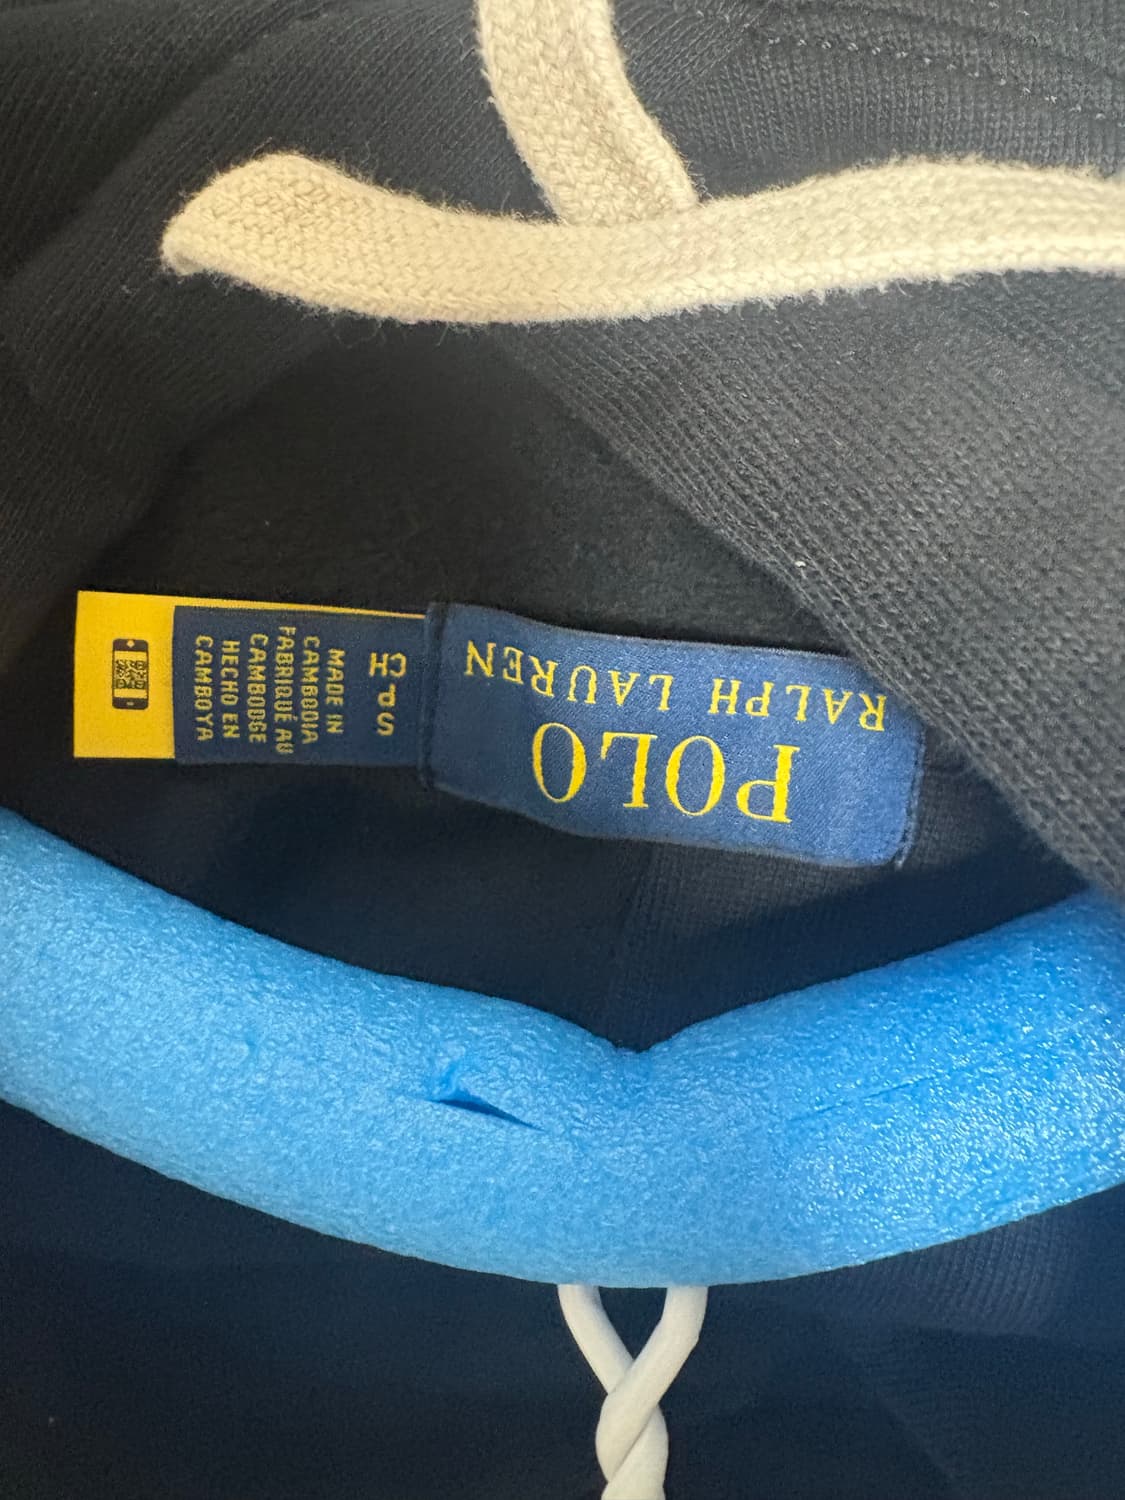 POLO
RALPH LAUREN
S
P
CH
MADE IN
CAMBODIA
FABRIQUÉ AU
CAMBODGE
HECHO EN
CAMBOYA